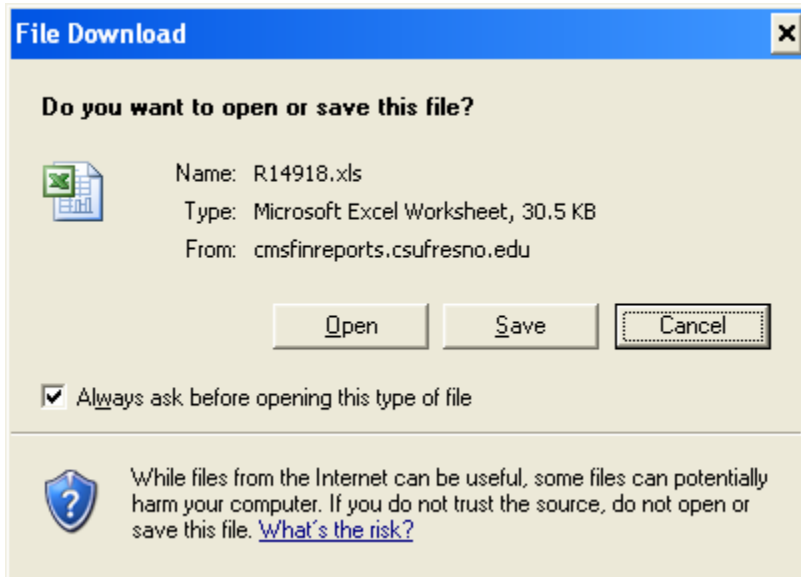 File Download
Do you want to open or save this file?
Name: R14918.xls
Type: Microsoft Excel Worksheet, 30.5 KB
From: cmsfinreports.csufresno.edu
Open Save Cancel
Always ask before opening this type of file
While files from the Internet can be useful, some files can potentially
harm your computer. If you do not trust the source, do not open or
save this file. What's the risk?